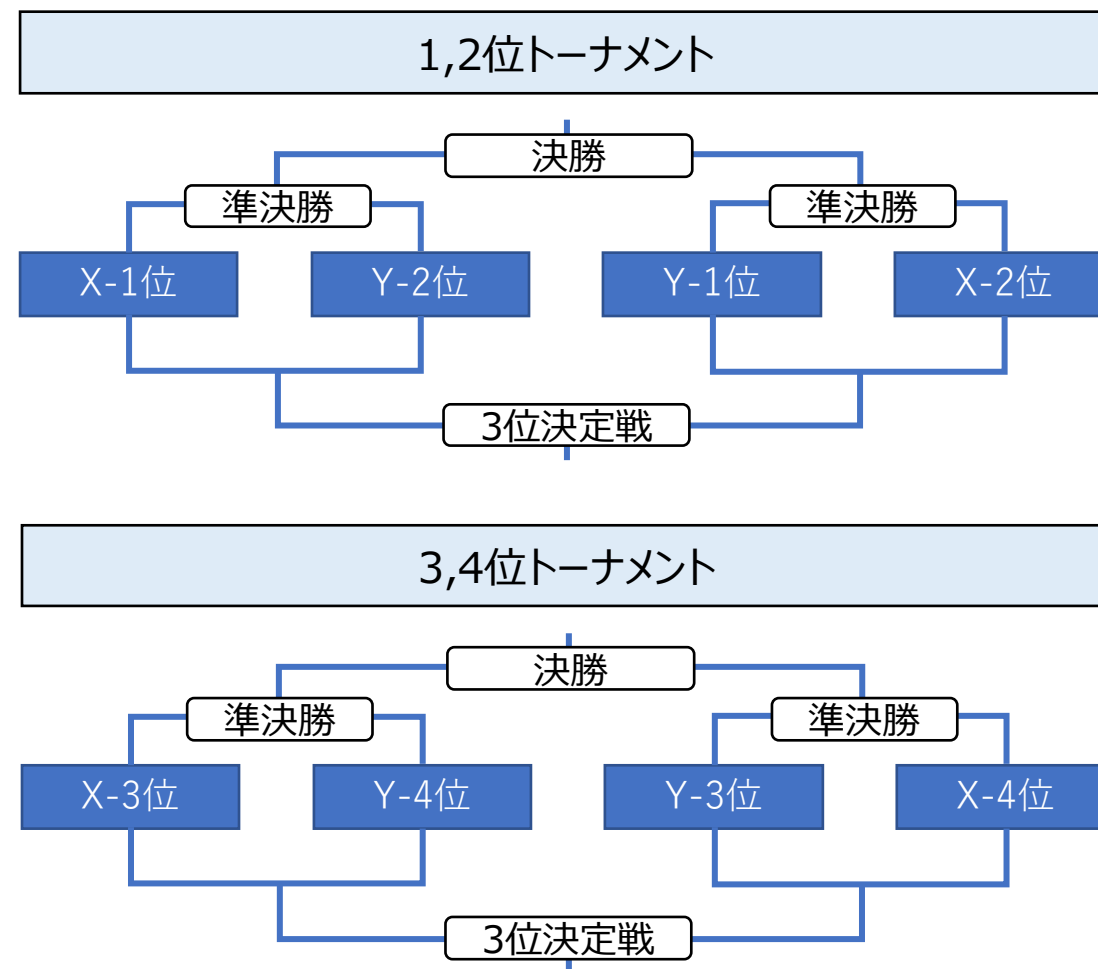 1,2位トーナメント
決勝
準決勝
準決勝
X-1位
Y-2位
Y-1位
X-2位
3位決定戦
3,4位トーナメント
決勝
準決勝
準決勝
X-3位
Y-4位
Y-3位
X-4位
3位決定戦